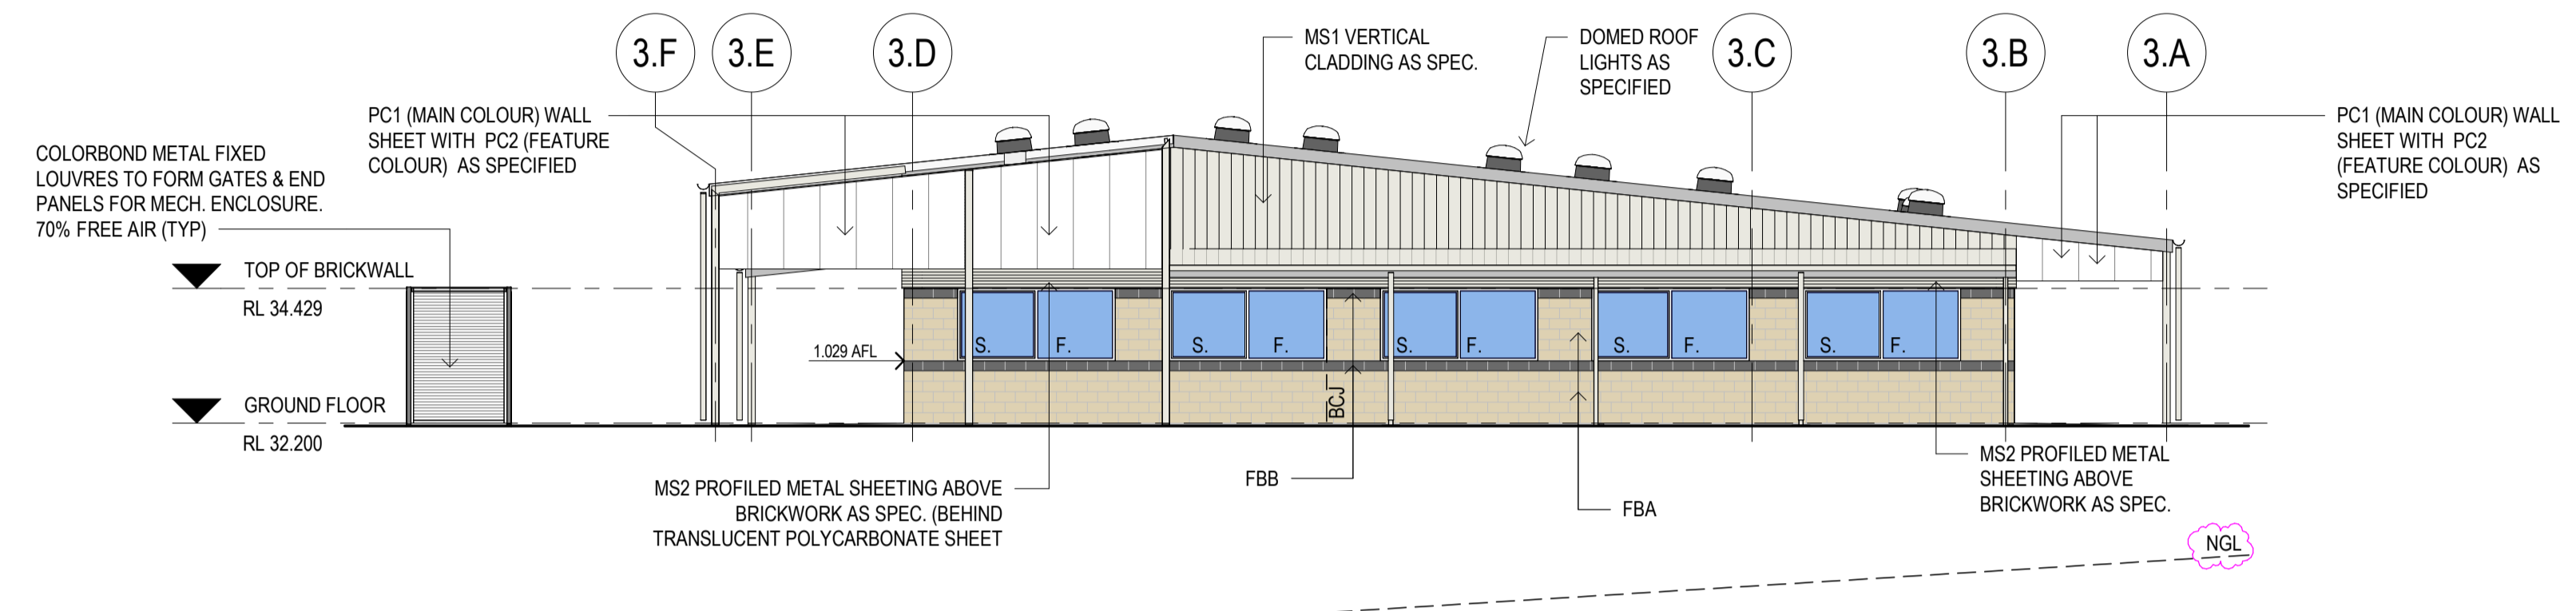 3.F
3.E
3.D
3.C
3.B
3.A
MS1 VERTICAL
CLADDING AS SPEC.
DOMED ROOF
LIGHTS AS
SPECIFIED
PC1 (MAIN COLOUR) WALL
SHEET WITH PC2 (FEATURE
COLOUR) AS SPECIFIED
PC1 (MAIN COLOUR) WALL
SHEET WITH PC2
(FEATURE COLOUR) AS
SPECIFIED
COLORBOND METAL FIXED
LOUVRES TO FORM GATES & END
PANELS FOR MECH. ENCLOSURE.
70% FREE AIR (TYP)
TOP OF BRICKWALL
RL 34.429
S.
F.
S.
F.
S.
F.
S.
F.
S.
F.
1.029 AFL
BCJ
GROUND FLOOR
RL 32.200
MS2 PROFILED METAL SHEETING ABOVE
BRICKWORK AS SPEC. (BEHIND
TRANSLUCENT POLYCARBONATE SHEET
FBB
FBA
MS2 PROFILED METAL
SHEETING ABOVE
BRICKWORK AS SPEC.
NGL